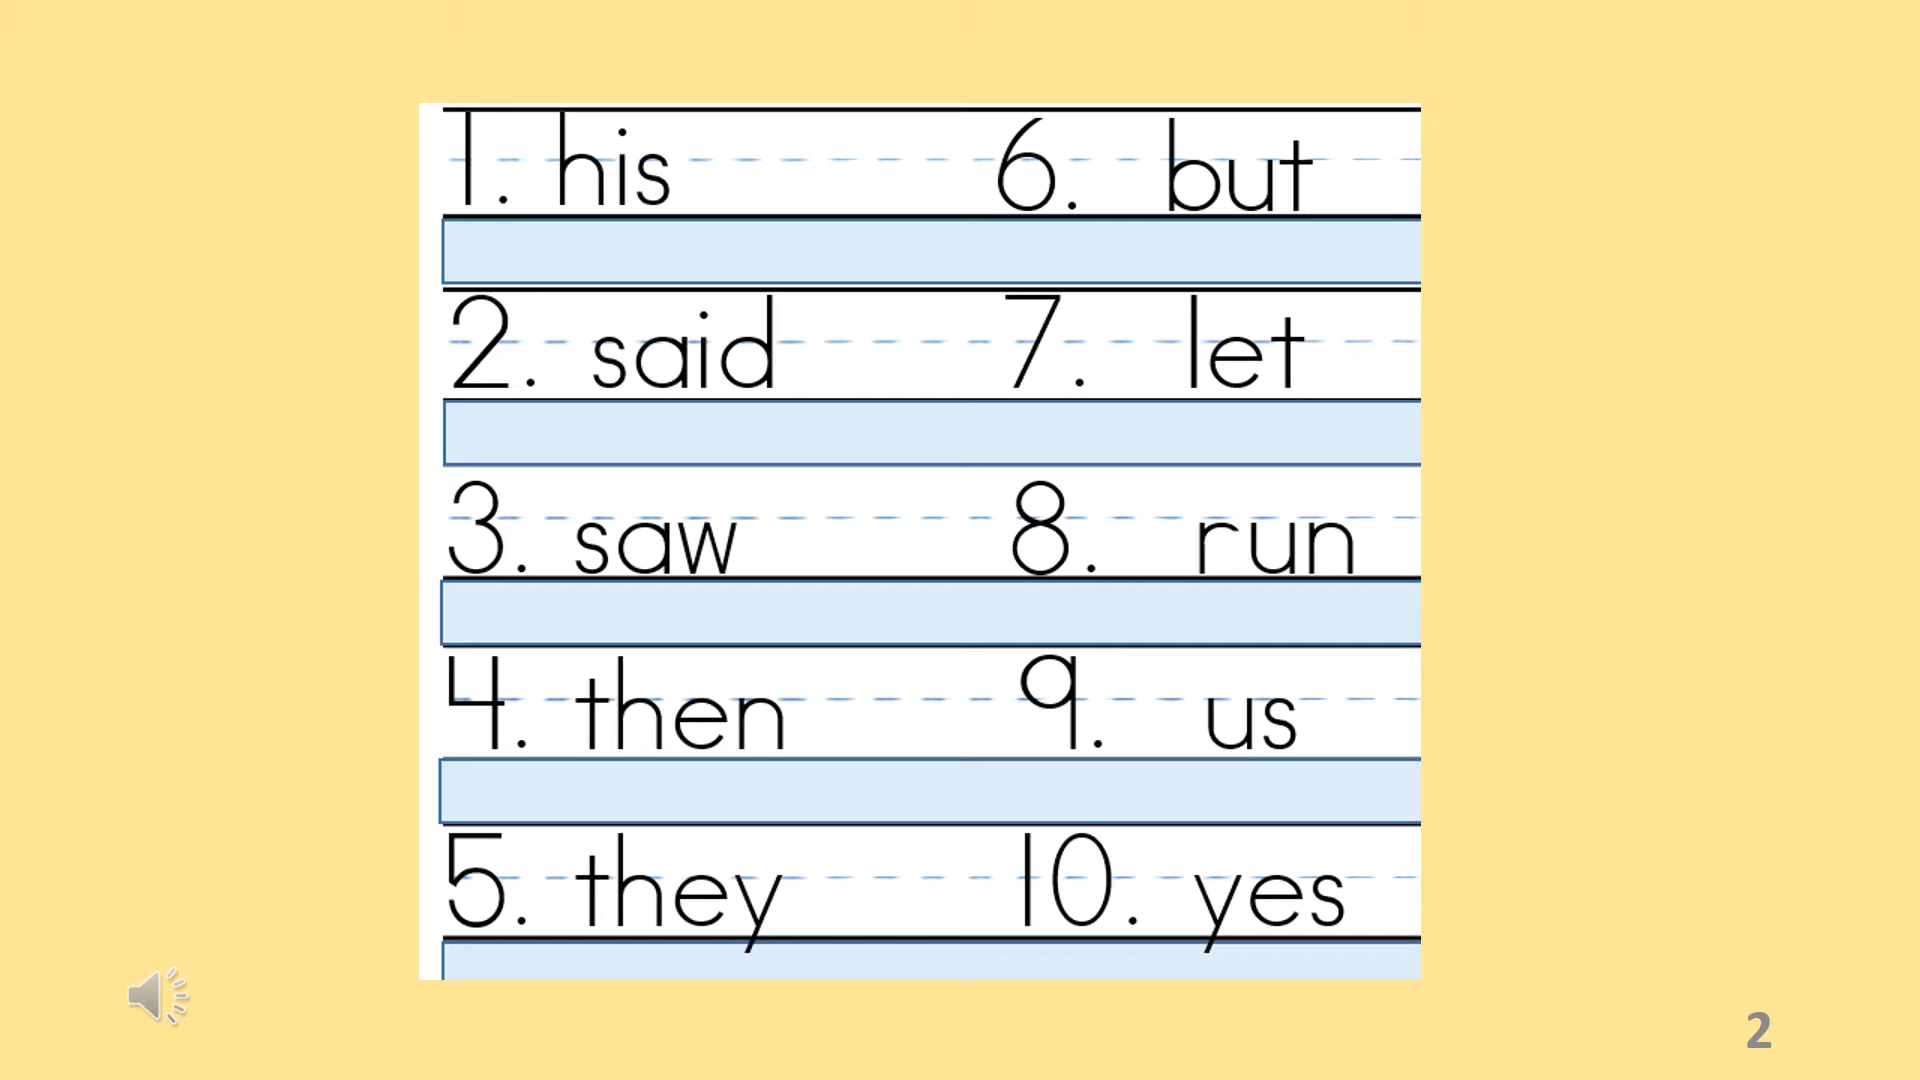 1. his 6. but
2. said 7. let
3. saw 8. run
4. then 9. us
5. they 10. yes
2